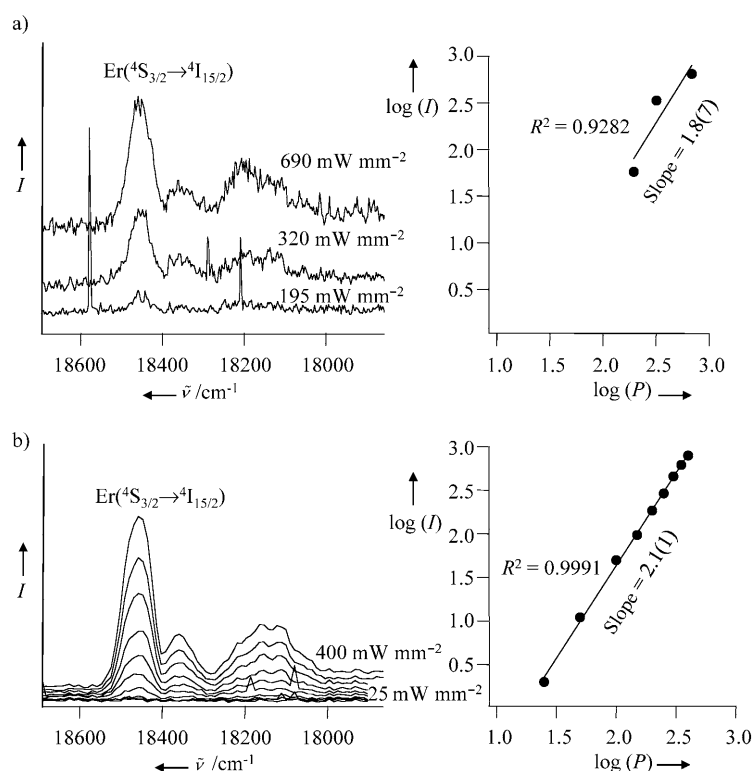 a)
Er(⁴S₃/₂→⁴I₁₅/₂)
I
690 mW mm⁻²
320 mW mm⁻²
195 mW mm⁻²
18600 18400 18200 18000
ṽ /cm⁻¹
3.0
log (I)
2.5
2.0
1.5
1.0
0.5
R² = 0.9282
Slope = 1.8(7)
1.0 1.5 2.0 2.5 3.0
log (P)
b)
Er(⁴S₃/₂→⁴I₁₅/₂)
I
400 mW mm⁻²
25 mW mm⁻²
18600 18400 18200 18000
ṽ /cm⁻¹
3.0
log (I)
2.5
2.0
1.5
1.0
0.5
R² = 0.9991
Slope = 2.1(1)
1.0 1.5 2.0 2.5 3.0
log (P)